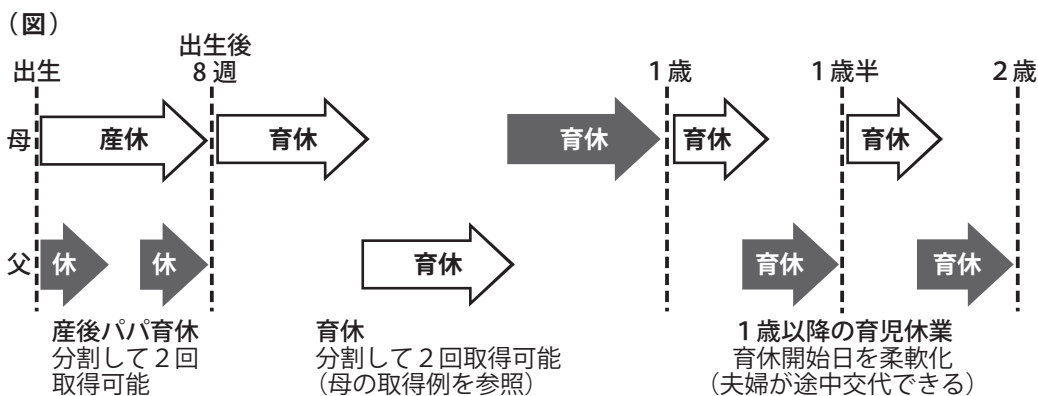 （図）
出生
出生後
8週
1歳
1歳半
2歳
母
産休
育休
育休
育休
育休
父
休
休
育休
育休
育休
産後パパ育休
分割して2回
取得可能
育休
分割して2回取得可能
（母の取得例を参照）
1歳以降の育児休業
育休開始日を柔軟化
（夫婦が途中交代できる）